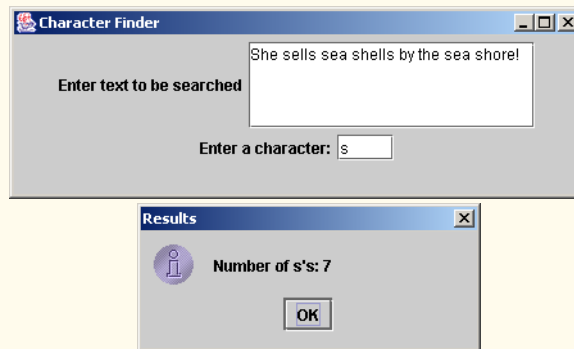 Character Finder
She sells sea shells by the sea shore!
Enter text to be searched
Enter a character: s
Results
Number of s's: 7
OK